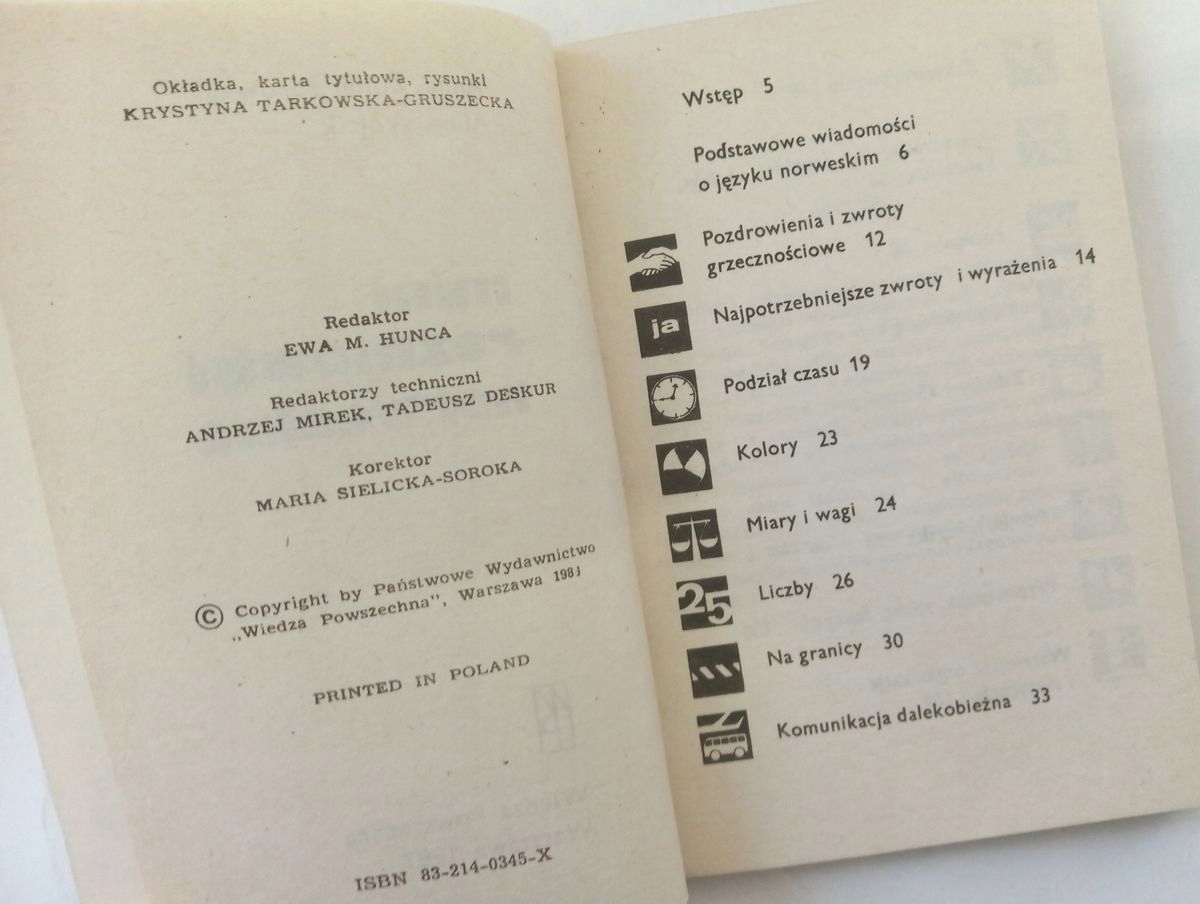 Okładka, karta tytułowa, rysunki
KRYSTYNA TARKOWSKA-GRUSZECKA
Redaktor
EWA M. HUNCA
Redaktorzy techniczni
ANDRZEJ MIREK, TADEUSZ DESKUR
Korektor
MARIA SIELICKA-SOROKA
© Copyright by Państwowe Wydawnictwo
„Wiedza Powszechna", Warszawa
PRINTED IN POLAND
ISBN 83-214-0345-X
Wstęp 5
Podstawowe wiadomości
o języku norweskim 6
Pozdrowienia i zwroty
grzecznościowe 12
ja
Najpotrzebniejsze zwroty i wyrażenia 14
Podział czasu 19
Kolory 23
Miary i wagi 24
25
Liczby 26
Na granicy 30
Komunikacja dalekobieżna 33